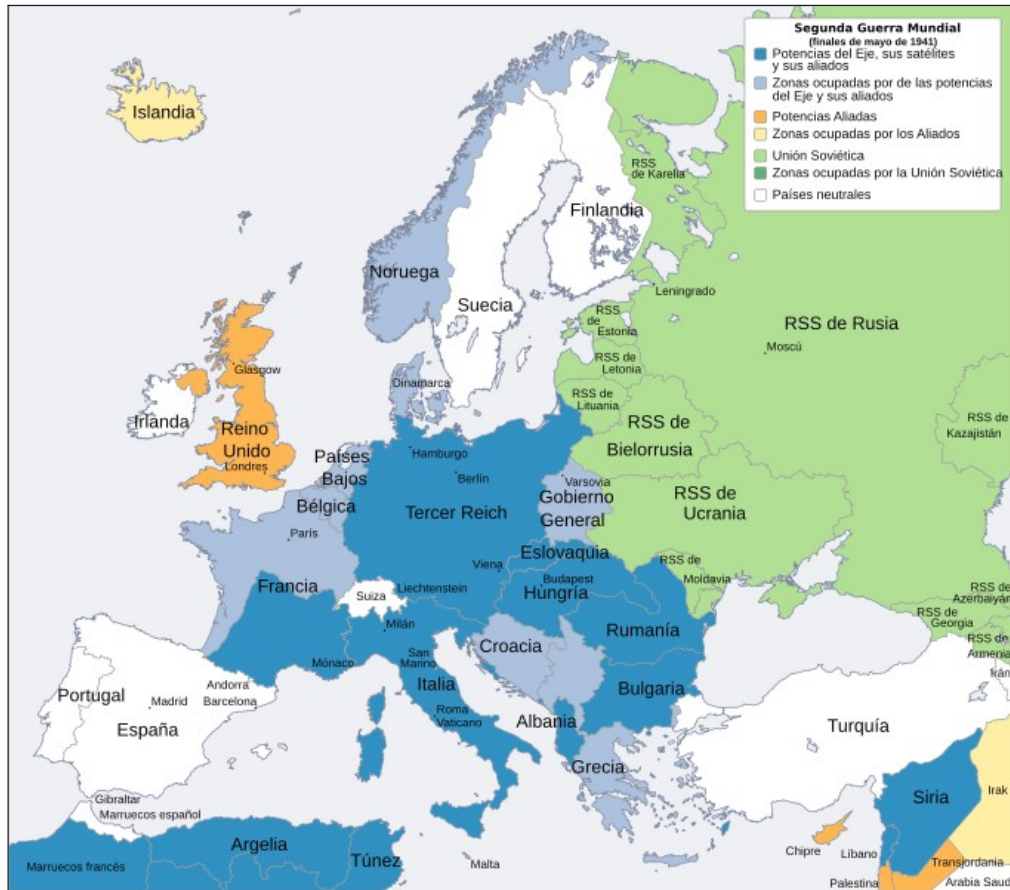 Segunda Guerra Mundial
(finales de mayo de 1941)
Potencias del Eje, sus satélites
y sus aliados
Zonas ocupadas por de las potencias
del Eje y sus aliados
Potencias Aliadas
Zonas ocupadas por los Aliados
Unión Soviética
Zonas ocupadas por la Unión Soviética
Países neutrales
Islandia
RSS
de Karelia
Finlandia
Noruega
Suecia
Leningrado
RSS
de
Estonia
RSS de Rusia
Moscú
RSS de
Letonia
Glasgow
Dinamarca
RSS de
Lituania
RSS de
Kazajistán
Irlanda
Reino
Unido
Londres
RSS de
Bielorrusia
Hamburgo
Países
Bajos
Berlín
Varsovia
Gobierno
General
RSS de
Ucrania
Bélgica
Tercer Reich
París
Eslovaquia
RSS de
Moldavia
Viena
Budapest
Hungría
Francia
Liechtenstein
Suiza
RSS de
Azerbaiyán
RSS de
Georgia
RSS de
Armenia
Milán
Croacia
Rumanía
San
Marino
Mónaco
Irán
Italia
Bulgaria
Andorra
Barcelona
Portugal
Madrid
España
Roma
Vaticano
Albania
Turquía
Grecia
Siria
Irak
Gibraltar
Marruecos español
Argelia
Túnez
Malta
Chipre
Líbano
Marruecos francés
Transjordania
Palestina
Arabia Saud